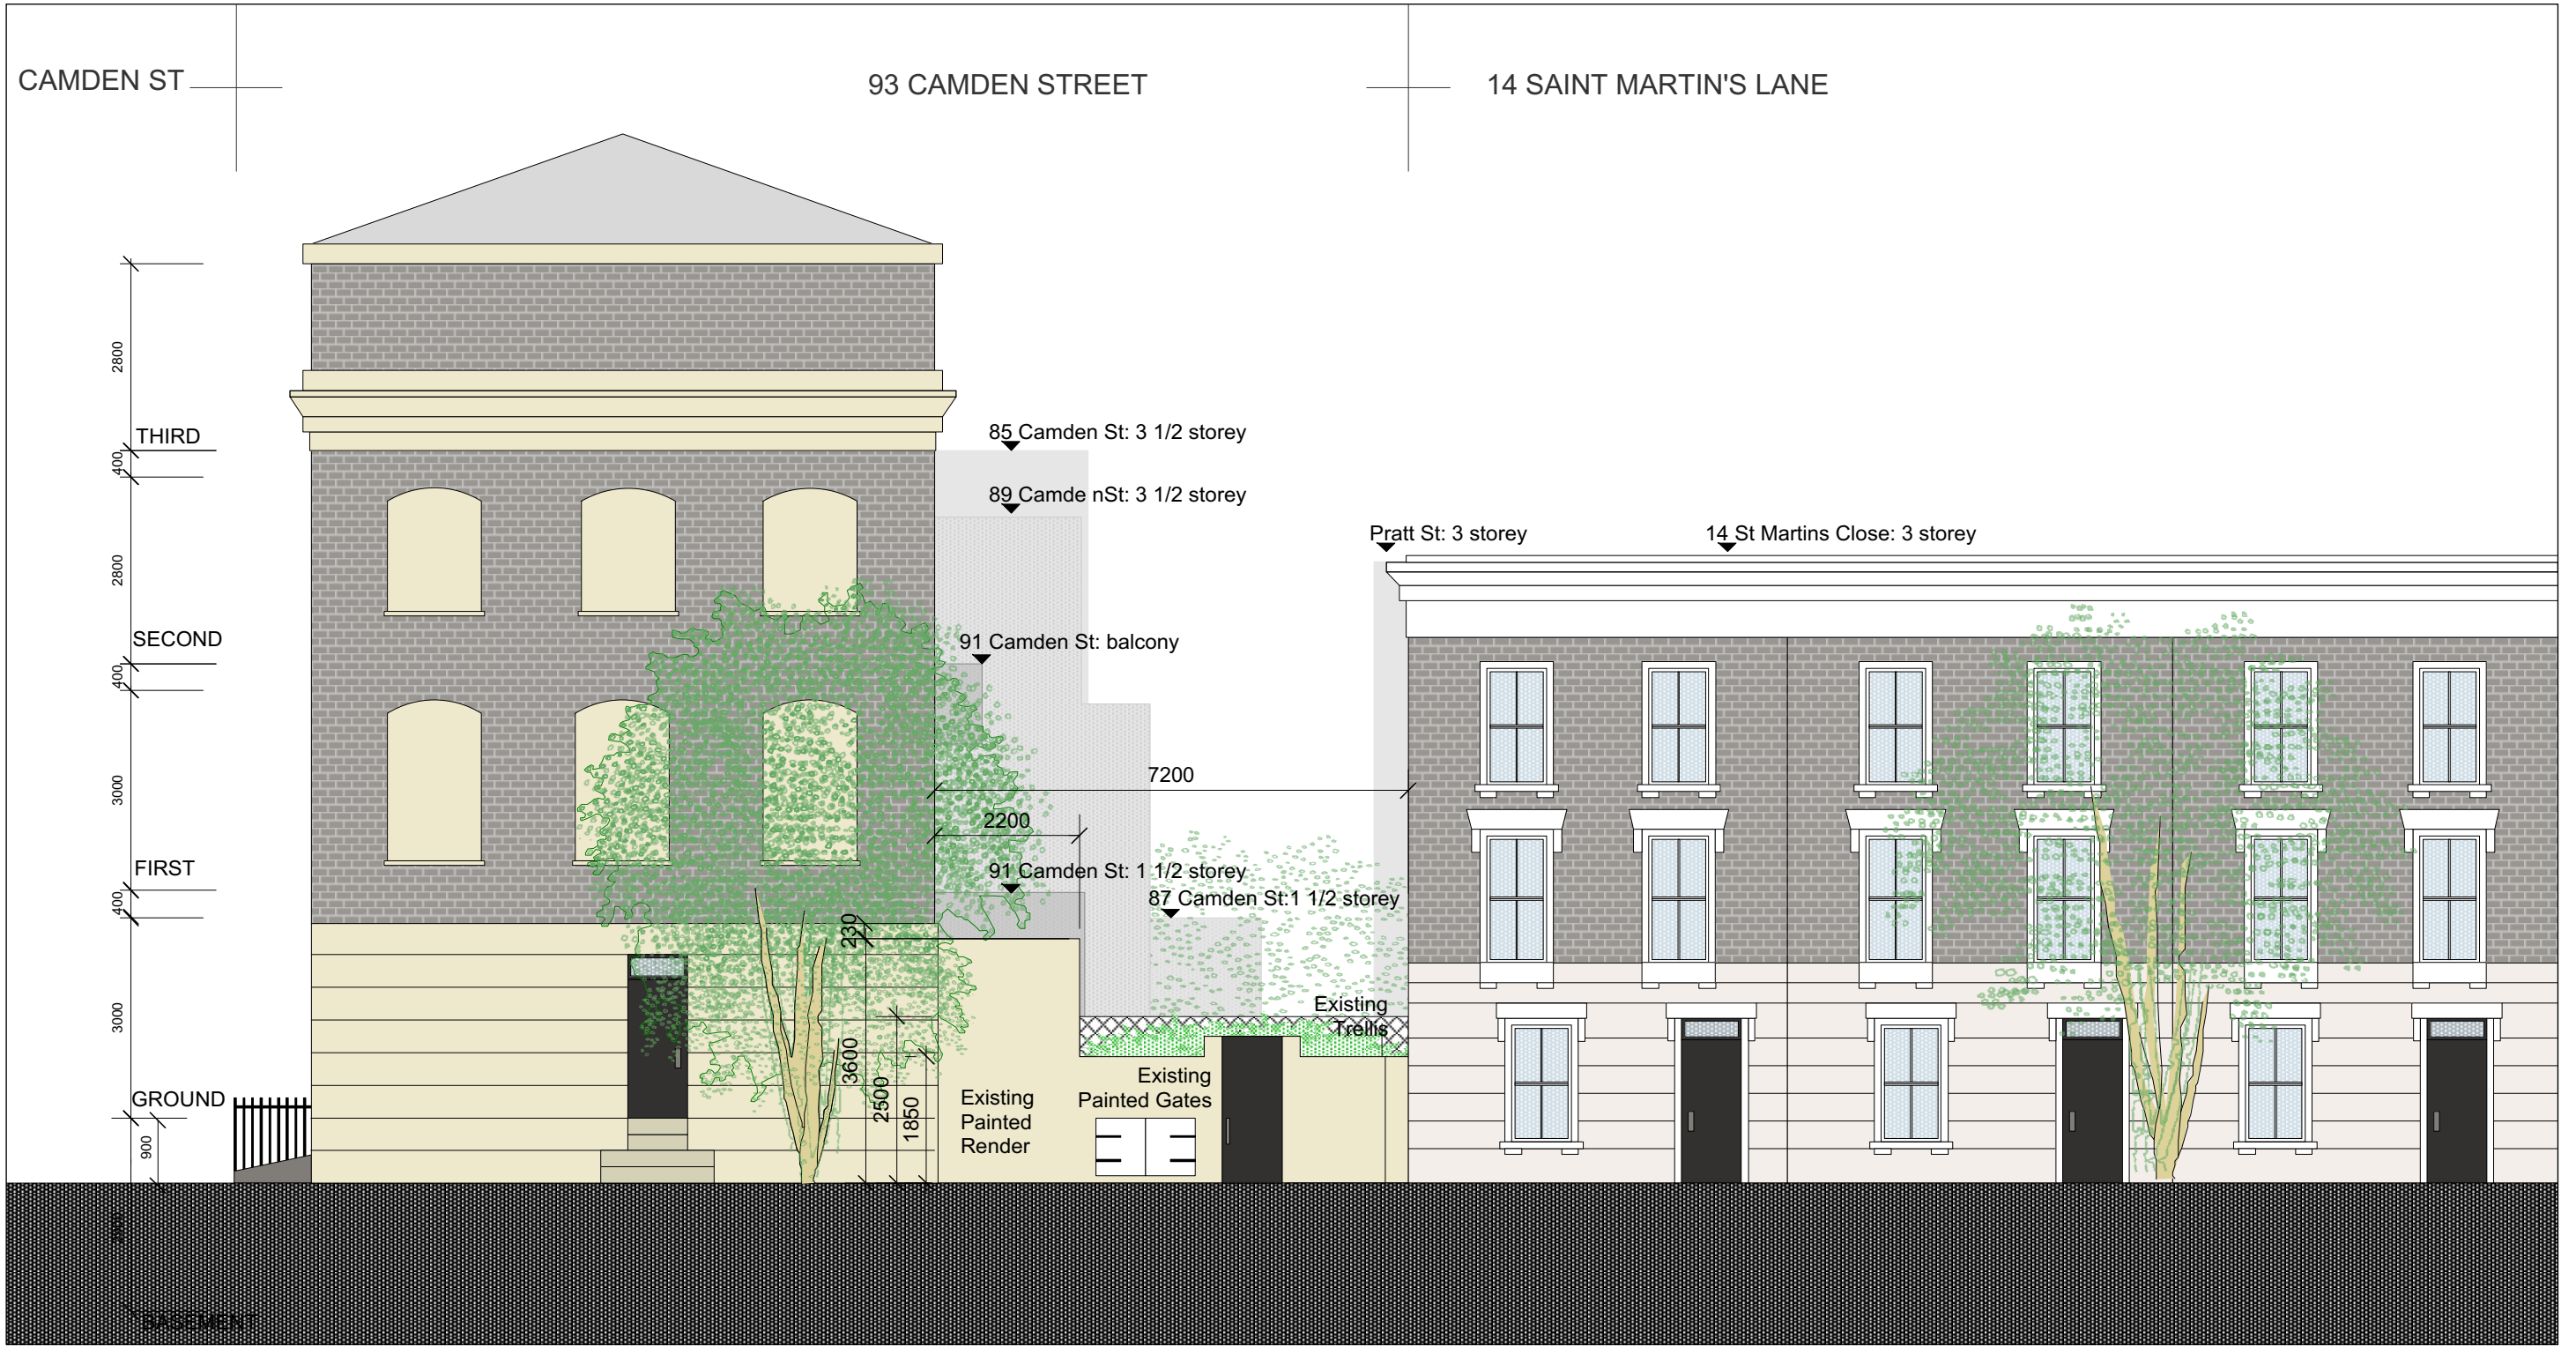 CAMDEN ST
93 CAMDEN STREET
14 SAINT MARTIN'S LANE
2800
THIRD
400
2800
SECOND
400
3000
FIRST
400
3000
GROUND
900
BASEMENT
85 Camden St: 3 1/2 storey
89 Camde nSt: 3 1/2 storey
91 Camden St: balcony
7200
2200
91 Camden St: 1 1/2 storey
87 Camden St:1 1/2 storey
230
3600
2500
1850
Existing
Painted
Render
Existing
Painted Gates
Existing
Trellis
Pratt St: 3 storey
14 St Martins Close: 3 storey